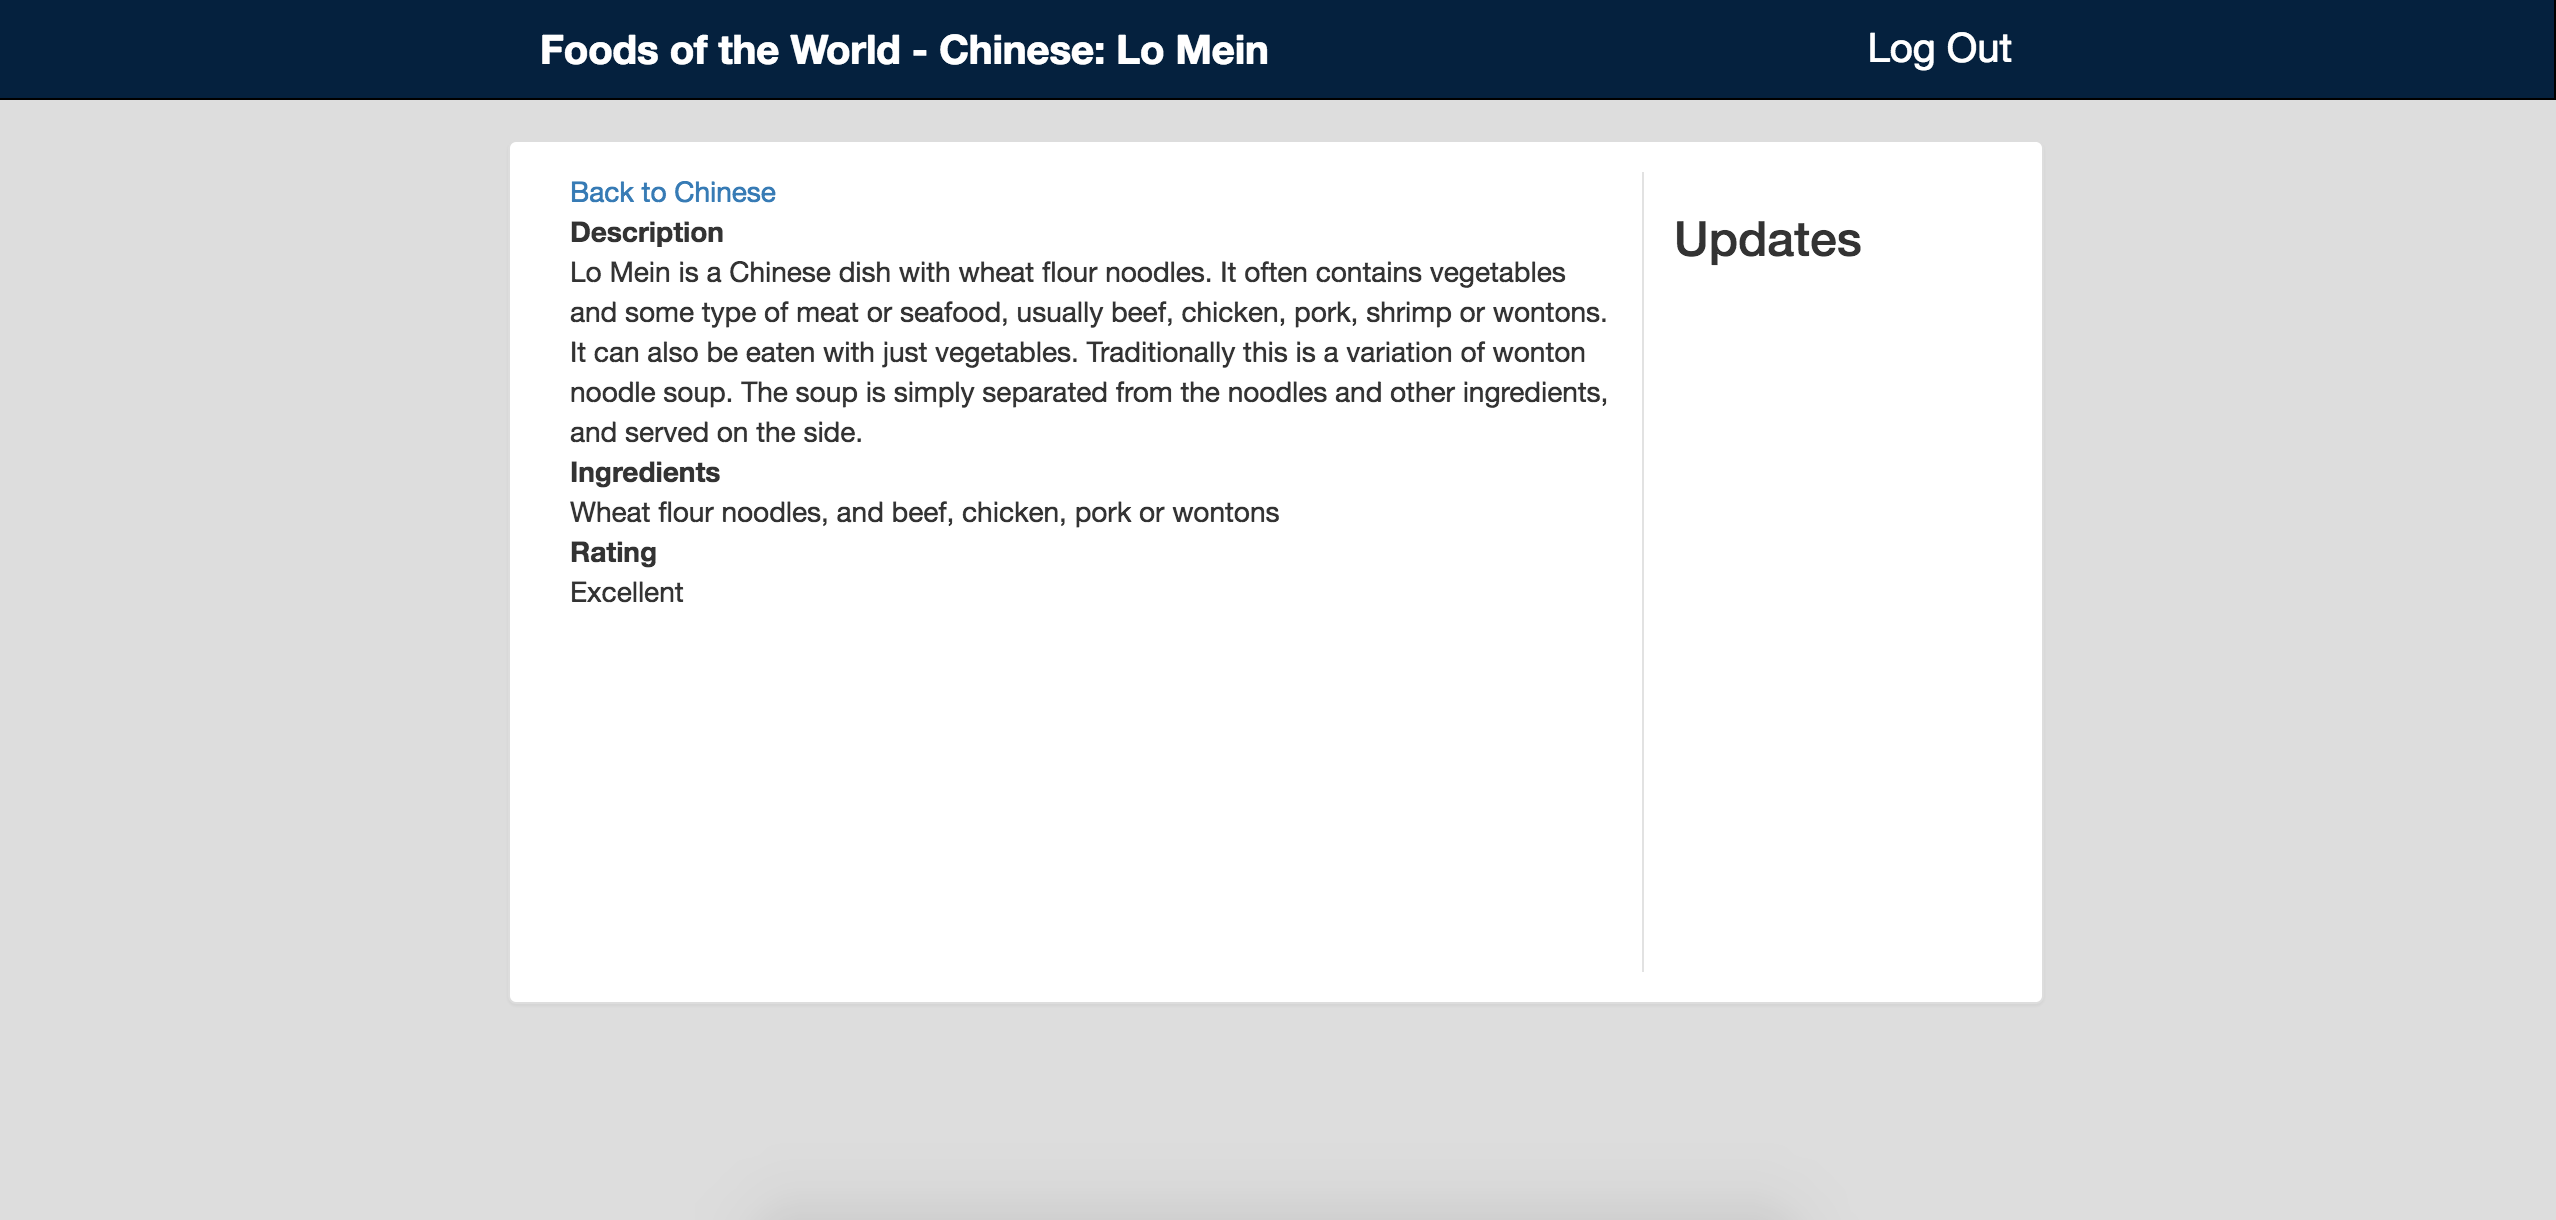 Foods of the World - Chinese: Lo Mein
Log Out
Back to Chinese
Description
Lo Mein is a Chinese dish with wheat flour noodles. It often contains vegetables
and some type of meat or seafood, usually beef, chicken, pork, shrimp or wontons.
It can also be eaten with just vegetables. Traditionally this is a variation of wonton
noodle soup. The soup is simply separated from the noodles and other ingredients,
and served on the side.
Ingredients
Wheat flour noodles, and beef, chicken, pork or wontons
Rating
Excellent
Updates